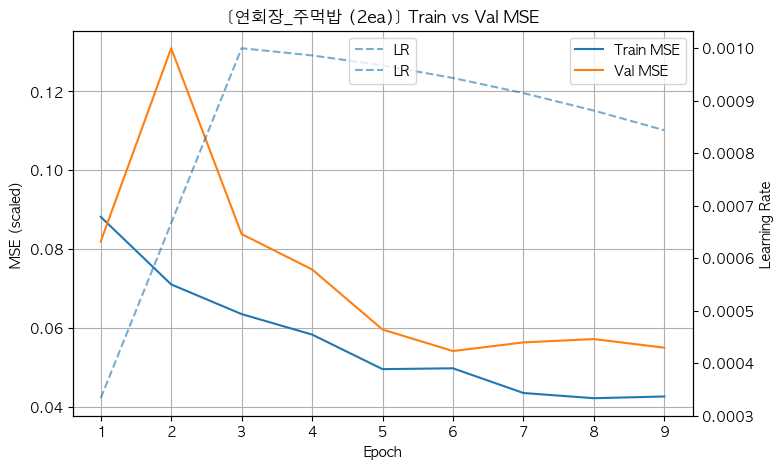 〔연회장_주먹밥 (2ea)〕 Train vs Val MSE
LR
LR
Train MSE
Val MSE
0.12
0.10
0.08
0.06
0.04
MSE (scaled)
0.0010
0.0009
0.0008
0.0007
0.0006
0.0005
0.0004
0.0003
Learning Rate
1 2 3 4 5 6 7 8 9
Epoch